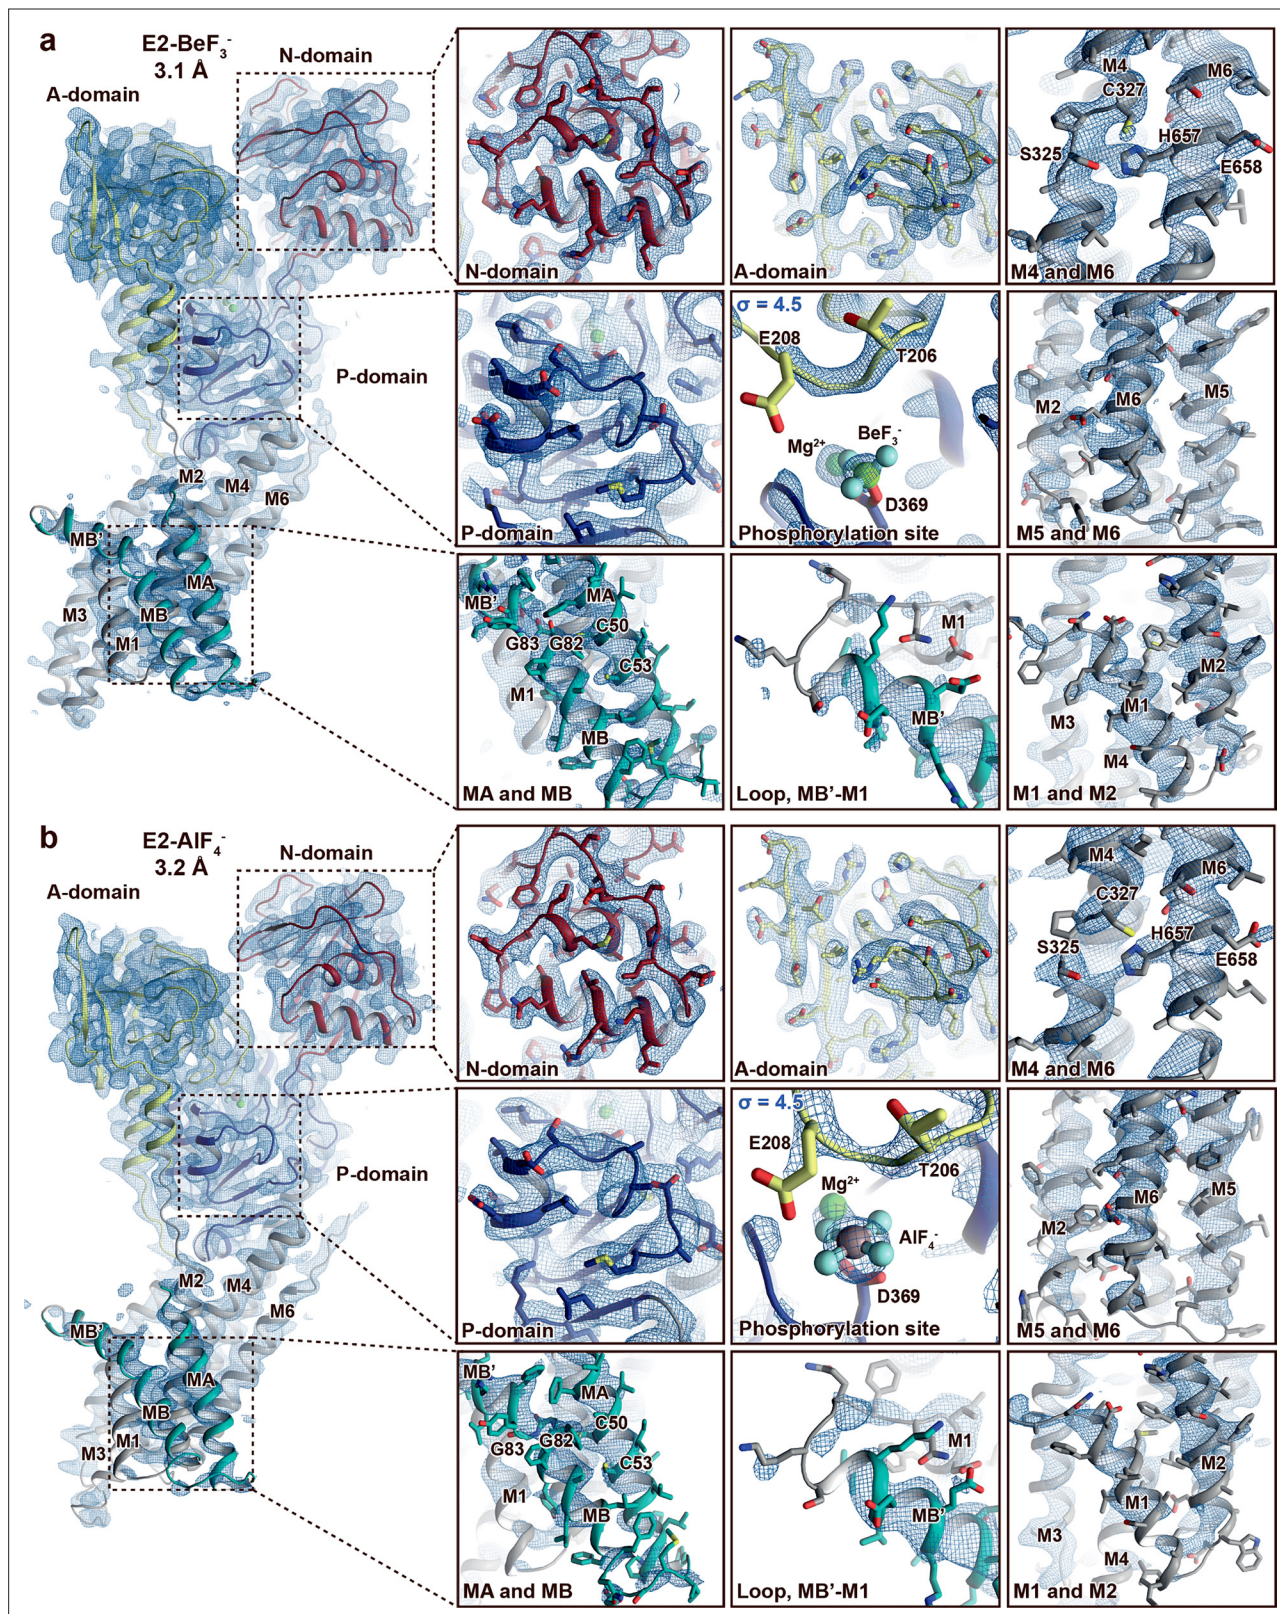 a
E2-BeF₃⁻
3.1 Å
N-domain
A-domain
P-domain
M2
M4
M6
MB'
MA
M3
MB
M1
N-domain
A-domain
M4
M6
C327
S325
H657
E658
M4 and M6
P-domain
σ = 4.5
E208
T206
Mg²⁺
BeF₃⁻
D369
Phosphorylation site
M2
M6
M5
M5 and M6
MB'
MA
G83
G82
C50
C53
M1
MB
MA and MB
M1
MB'
Loop, MB'-M1
M2
M1
M3
M4
M1 and M2
b
E2-AlF₄⁻
3.2 Å
N-domain
A-domain
P-domain
M2
M4
M6
MB'
MA
MB
M3
M1
N-domain
A-domain
M4
M6
C327
S325
H657
E658
M4 and M6
P-domain
σ = 4.5
E208
T206
Mg²⁺
AlF₄⁻
D369
Phosphorylation site
M2
M6
M5
M5 and M6
MB'
MA
G83
G82
C50
C53
M1
MB
MA and MB
M1
MB'
Loop, MB'-M1
M2
M1
M3
M4
M1 and M2